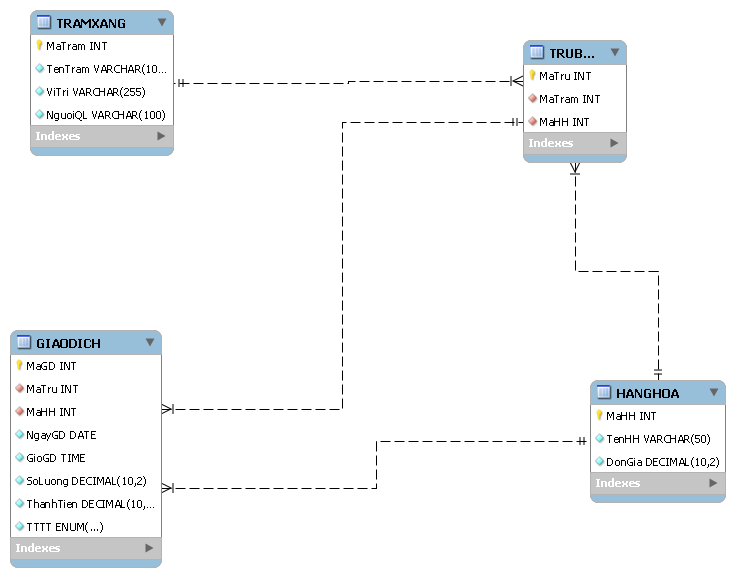 TRAMXANG
MaTram INT
TenTram VARCHAR(10...
ViTri VARCHAR(255)
NguoiQL VARCHAR(100)
Indexes
TRUB...
MaTru INT
MaTram INT
MaHH INT
Indexes
GIAODICH
MaGD INT
MaTru INT
MaHH INT
NgayGD DATE
GioGD TIME
SoLuong DECIMAL(10,2)
ThanhTien DECIMAL(10,...
TTTT ENUM(...)
Indexes
HANGHOA
MaHH INT
TenHH VARCHAR(50)
DonGia DECIMAL(10,2)
Indexes